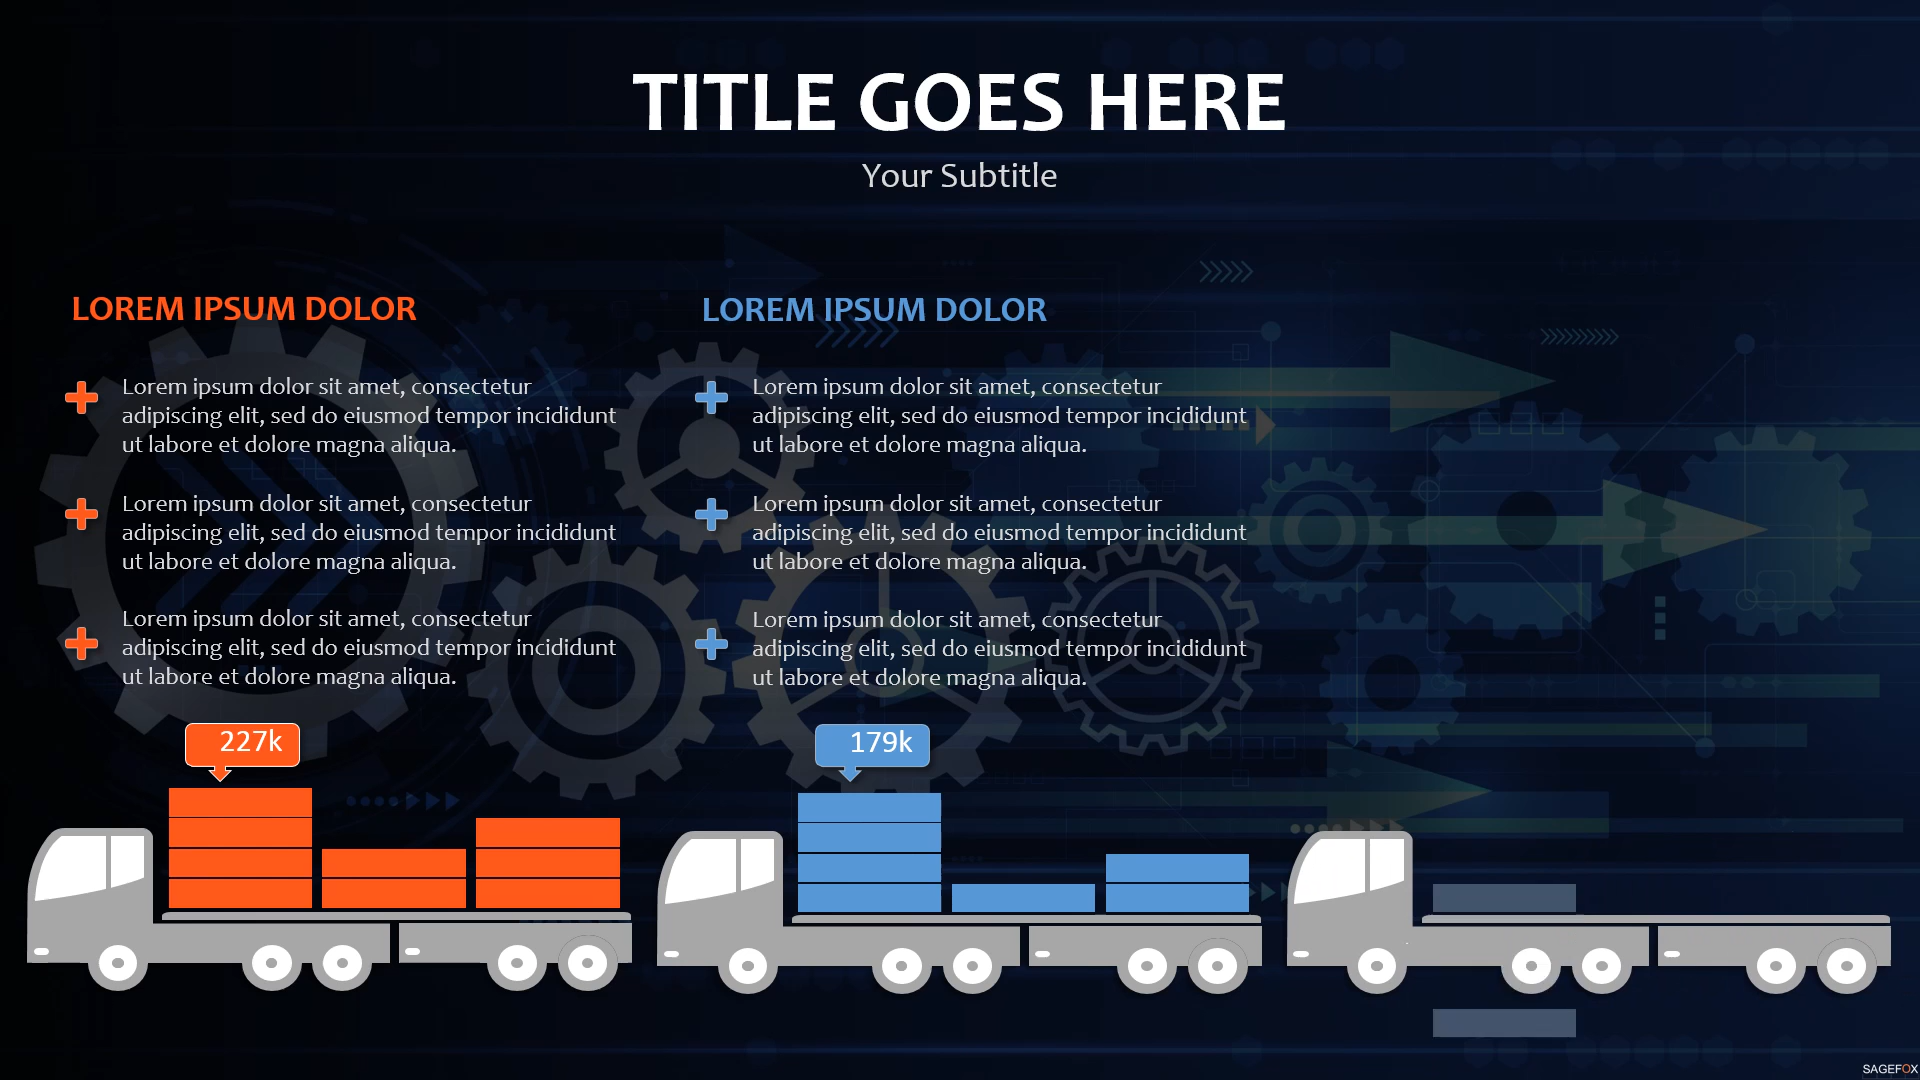 TITLE GOES HERE
Your Subtitle
LOREM IPSUM DOLOR
Lorem ipsum dolor sit amet, consectetur
adipiscing elit, sed do eiusmod tempor incididunt
ut labore et dolore magna aliqua.
Lorem ipsum dolor sit amet, consectetur
adipiscing elit, sed do eiusmod tempor incididunt
ut labore et dolore magna aliqua.
Lorem ipsum dolor sit amet, consectetur
adipiscing elit, sed do eiusmod tempor incididunt
ut labore et dolore magna aliqua.
227k
LOREM IPSUM DOLOR
Lorem ipsum dolor sit amet, consectetur
adipiscing elit, sed do eiusmod tempor incididunt
ut labore et dolore magna aliqua.
Lorem ipsum dolor sit amet, consectetur
adipiscing elit, sed do eiusmod tempor incididunt
ut labore et dolore magna aliqua.
Lorem ipsum dolor sit amet, consectetur
adipiscing elit, sed do eiusmod tempor incididunt
ut labore et dolore magna aliqua.
179k
SAGEFOX